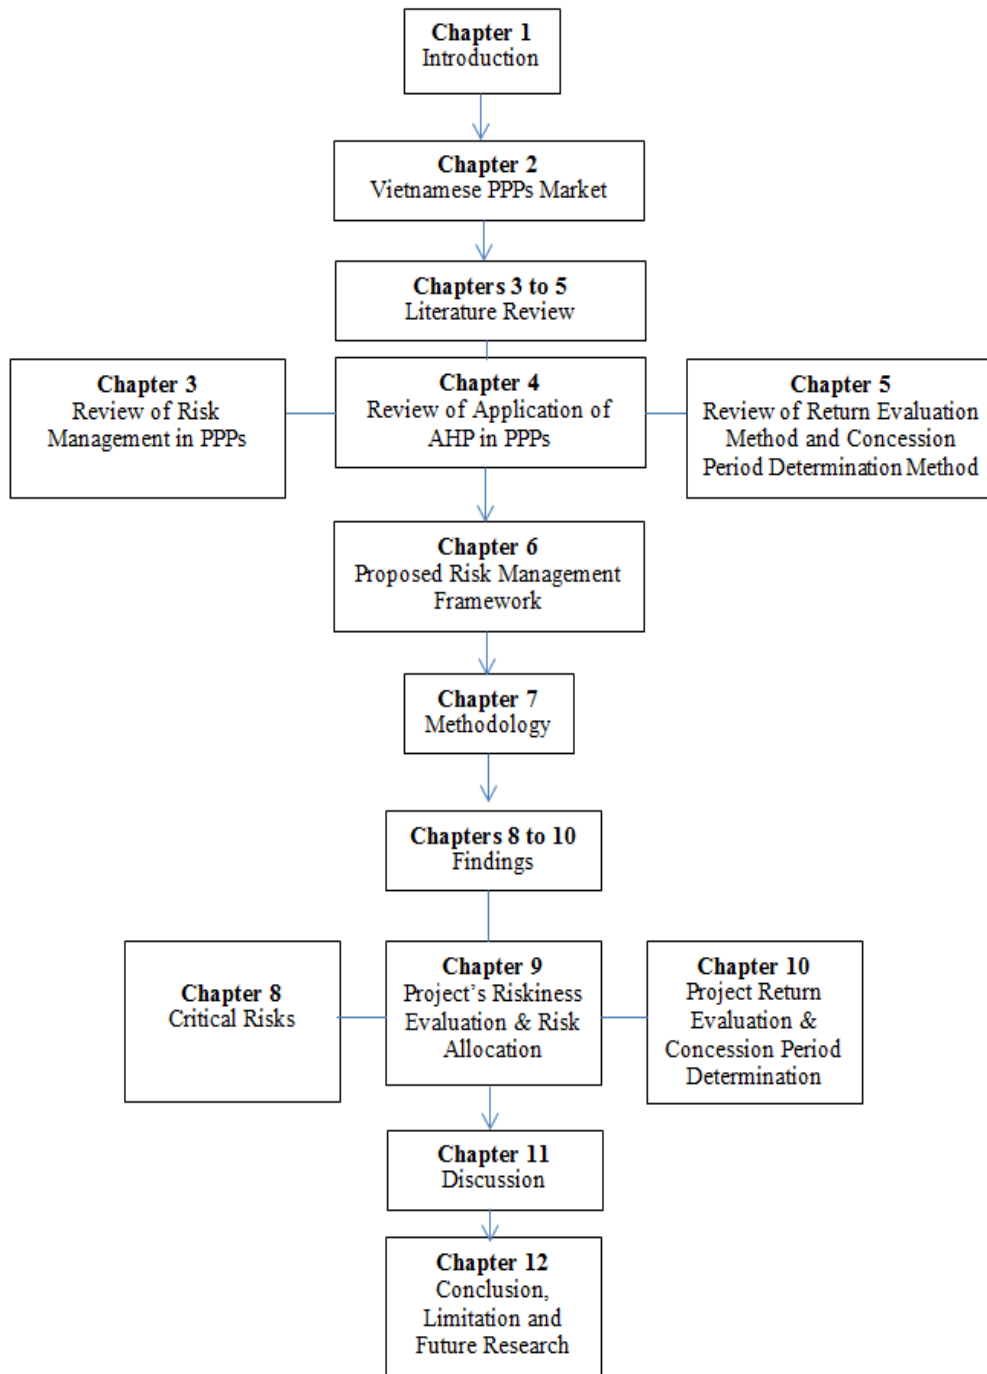 Chapter 1
Introduction
Chapter 2
Vietnamese PPPs Market
Chapters 3 to 5
Literature Review
Chapter 3
Review of Risk
Management in PPPs
Chapter 4
Review of Application of
AHP in PPPs
Chapter 5
Review of Return Evaluation
Method and Concession
Period Determination Method
Chapter 6
Proposed Risk Management
Framework
Chapter 7
Methodology
Chapters 8 to 10
Findings
Chapter 8
Critical Risks
Chapter 9
Project’s Riskiness
Evaluation & Risk
Allocation
Chapter 10
Project Return
Evaluation &
Concession Period
Determination
Chapter 11
Discussion
Chapter 12
Conclusion,
Limitation and
Future Research